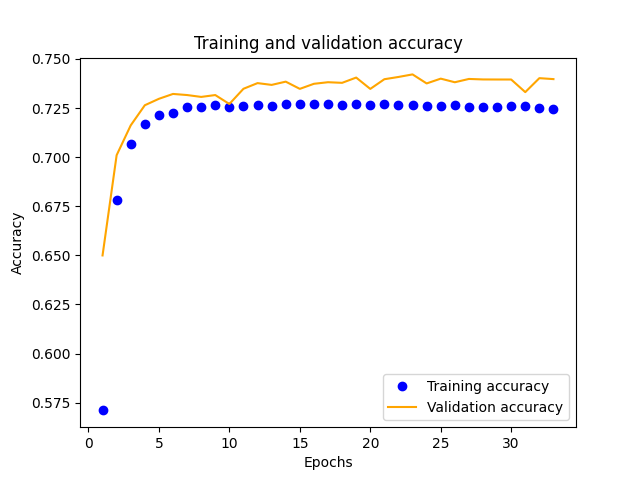 Training and validation accuracy
0.750
0.725
0.700
0.675
0.650
0.625
0.600
0.575
Accuracy
Training accuracy
Validation accuracy
0 5 10 15 20 25 30
Epochs